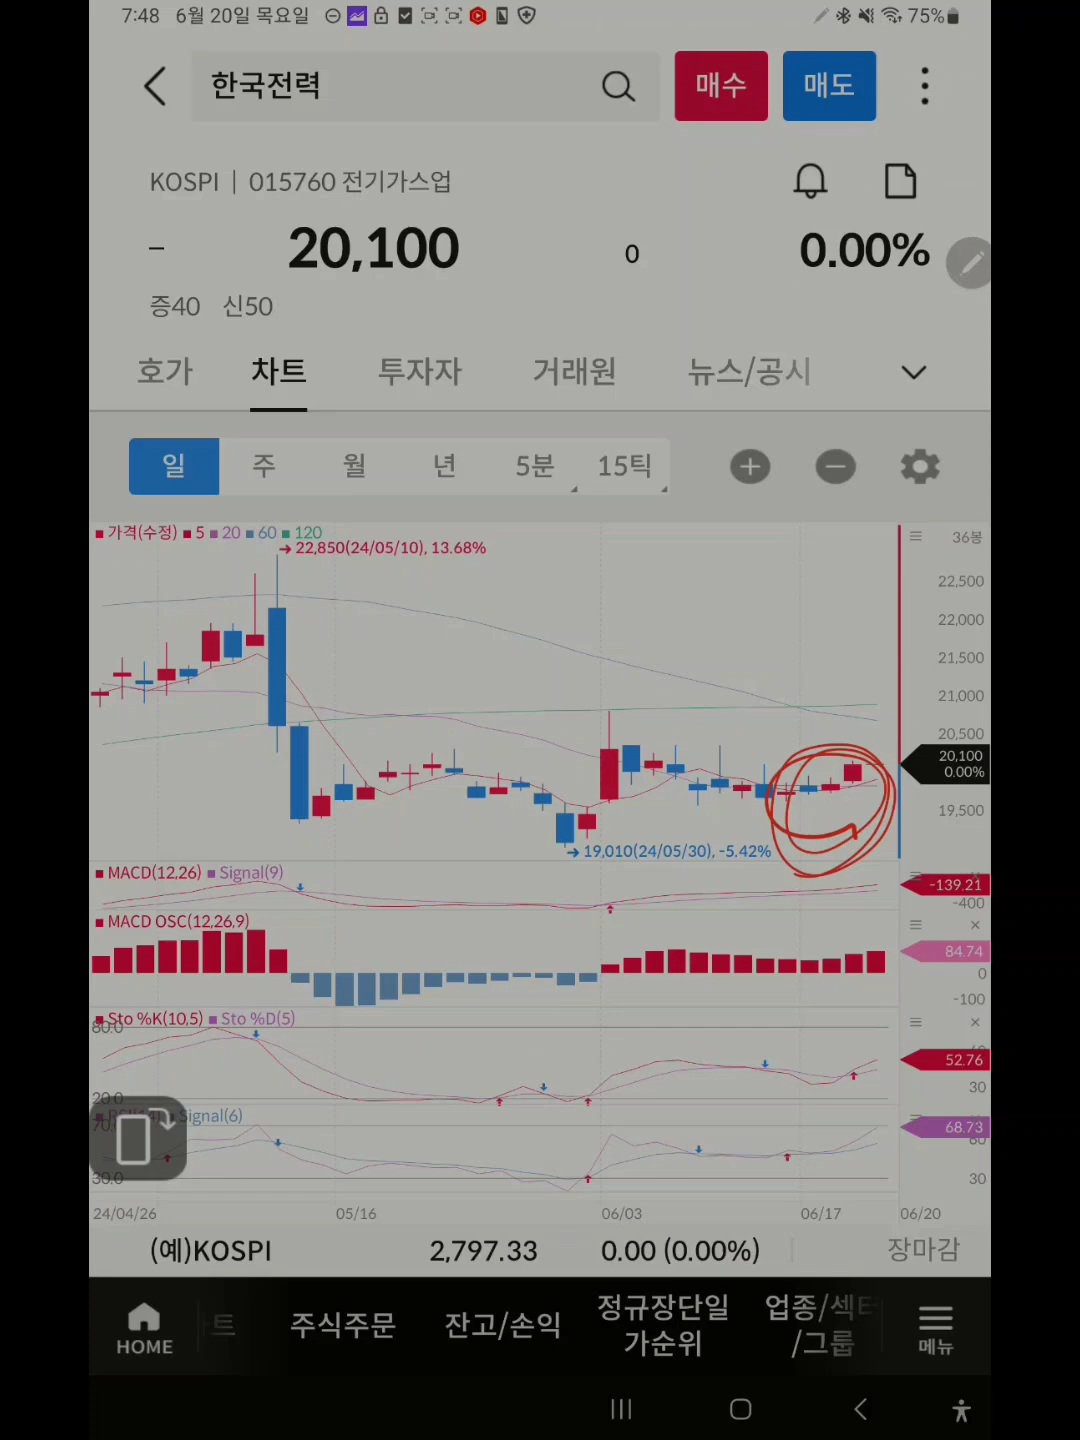 7:48 6월 20일 목요일 75%
한국전력 매수 매도
KOSPI | 015760 전기가스업
– 20,100 0 0.00%
증40 신50
호가 차트 투자자 거래원 뉴스/공시
일 주 월 년 5분 15틱
가격(수정) 5 20 60 120 36봉
22,850(24/05/10), 13.68%
22,500
22,000
21,500
21,000
20,500
20,100
0.00%
19,500
19,010(24/05/30), -5.42%
MACD(12,26) Signal(9)
-139.21
-400
MACD OSC(12,26,9)
84.74
0
-100
Sto %K(10,5) Sto %D(5)
80.0
52.76
30
20.0
Signal(6)
70.0
68.73
60
30.0 30
24/04/26 05/16 06/03 06/17 06/20
(예)KOSPI 2,797.33 0.00 (0.00%) 장마감
HOME 트 주식주문 잔고/손익 정규장단일가순위 업종/섹터/그룹 메뉴